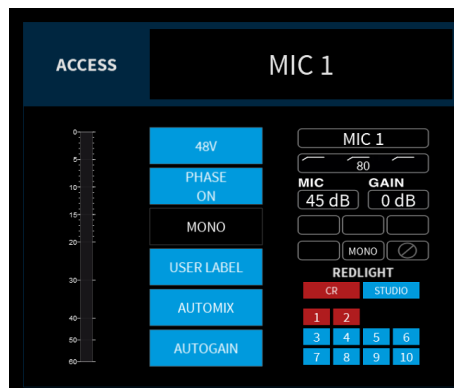 ACCESS
MIC 1
0
5
10
15
20
30
40
50
60
48V
PHASE
ON
MONO
USER LABEL
AUTOMIX
AUTOGAIN
MIC 1
80
MIC GAIN
45 dB 0 dB
MONO
REDLIGHT
CR STUDIO
1 2
3 4 5 6
7 8 9 10